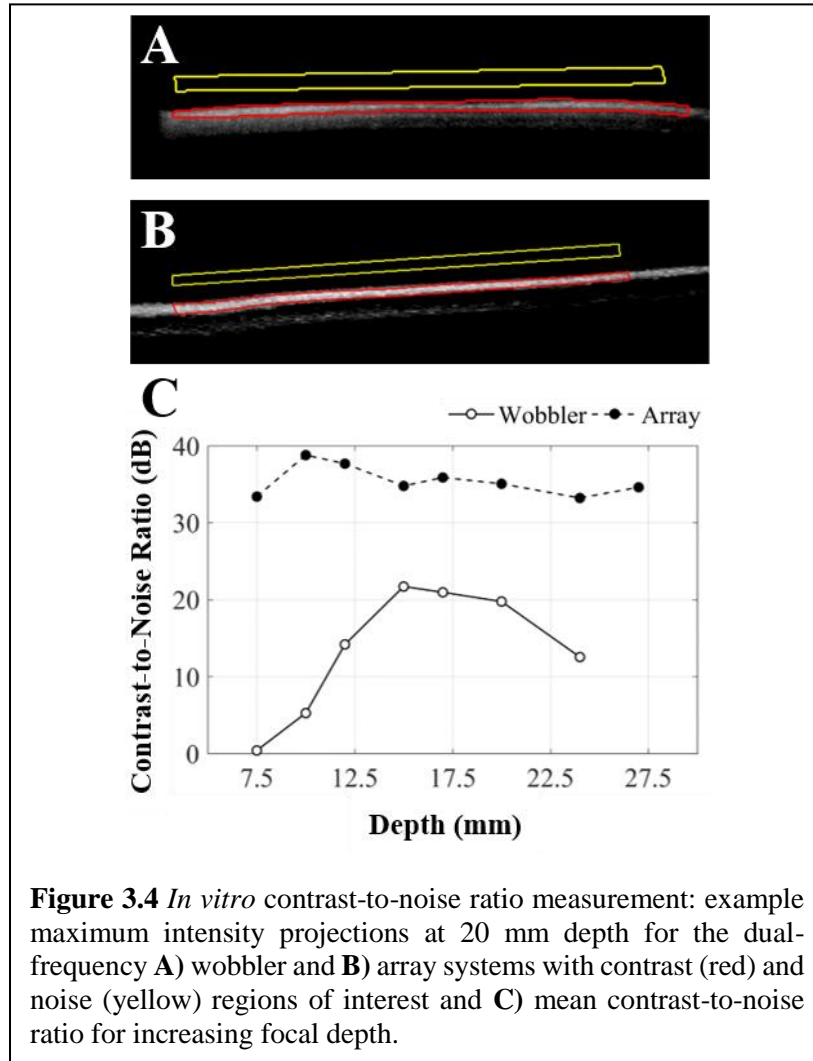 A
B
C
Wobbler Array
Contrast-to-Noise Ratio (dB)
40
30
20
10
0
7.5 12.5 17.5 22.5 27.5
Depth (mm)
Figure 3.4 In vitro contrast-to-noise ratio measurement: example
maximum intensity projections at 20 mm depth for the dual-
frequency A) wobbler and B) array systems with contrast (red) and
noise (yellow) regions of interest and C) mean contrast-to-noise
ratio for increasing focal depth.